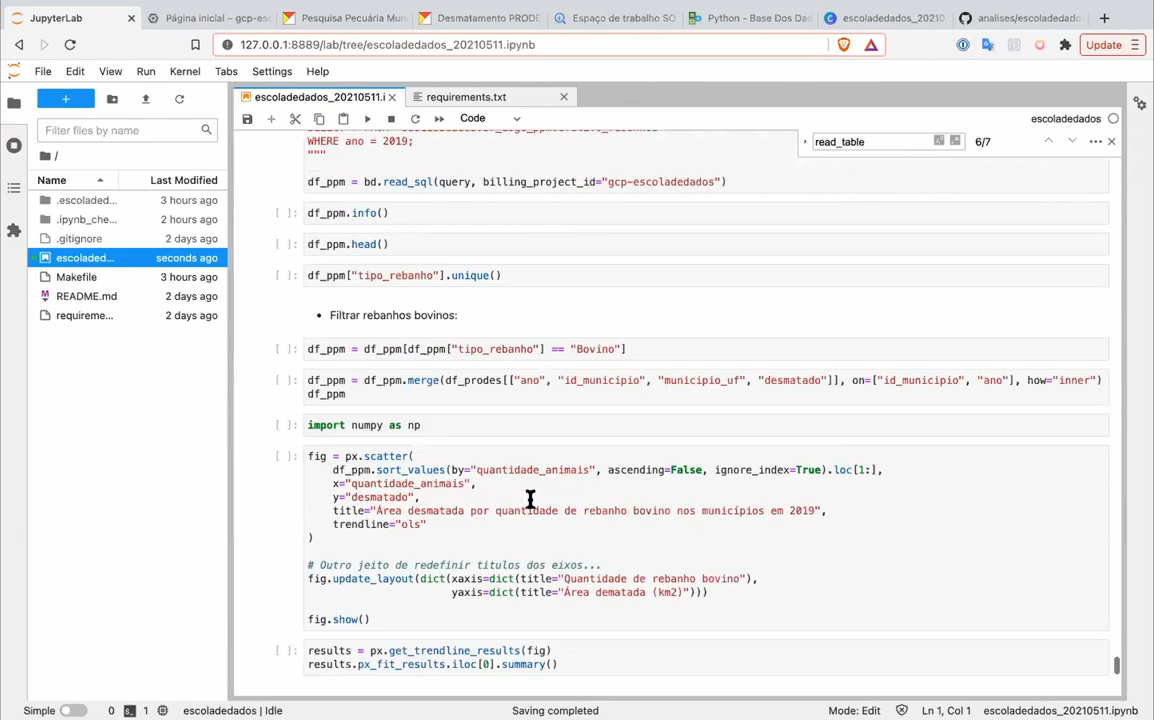 JupyterLab
Página inicial – gcp-es
Pesquisa Pecuária Mun
Desmatamento PRODE
Espaço de trabalho SQ
Python - Base Dos Da
escoladedados_20210
analises/escoladedado
127.0.0.1:8889/lab/tree/escoladedados_20210511.ipynb
Update
File Edit View Run Kernel Tabs Settings Help
escoladedados_20210511.i
requirements.txt
Filter files by name
Code
escoladedados
/
Name
Last Modified
.escoladed... 3 hours ago
.ipynb_che... 2 hours ago
.gitignore 2 days ago
escoladed... seconds ago
Makefile 3 hours ago
README.md 2 days ago
requireme... 2 days ago
read_table
6/7
WHERE ano = 2019;
"""
df_ppm = bd.read_sql(query, billing_project_id="gcp-escoladedados")
[ ]: df_ppm.info()
[ ]: df_ppm.head()
[ ]: df_ppm["tipo_rebanho"].unique()
• Filtrar rebanhos bovinos:
[ ]: df_ppm = df_ppm[df_ppm["tipo_rebanho"] == "Bovino"]
[ ]: df_ppm = df_ppm.merge(df_prodes[["ano", "id_municipio", "municipio_uf", "desmatado"]], on=["id_municipio", "ano"], how="inner")
df_ppm
[ ]: import numpy as np
[ ]: fig = px.scatter(
df_ppm.sort_values(by="quantidade_animais", ascending=False, ignore_index=True).loc[1:],
x="quantidade_animais",
y="desmatado",
title="Área desmatada por quantidade de rebanho bovino nos municípios em 2019",
trendline="ols"
)
# Outro jeito de redefinir titulos dos eixos...
fig.update_layout(dict(xaxis=dict(title="Quantidade de rebanho bovino"),
yaxis=dict(title="Área dematada (km2)")))
fig.show()
[ ]: results = px.get_trendline_results(fig)
results.px_fit_results.iloc[0].summary()
Simple
0
1
escoladedados | Idle
Saving completed
Mode: Edit
Ln 1, Col 1
escoladedados_20210511.ipynb